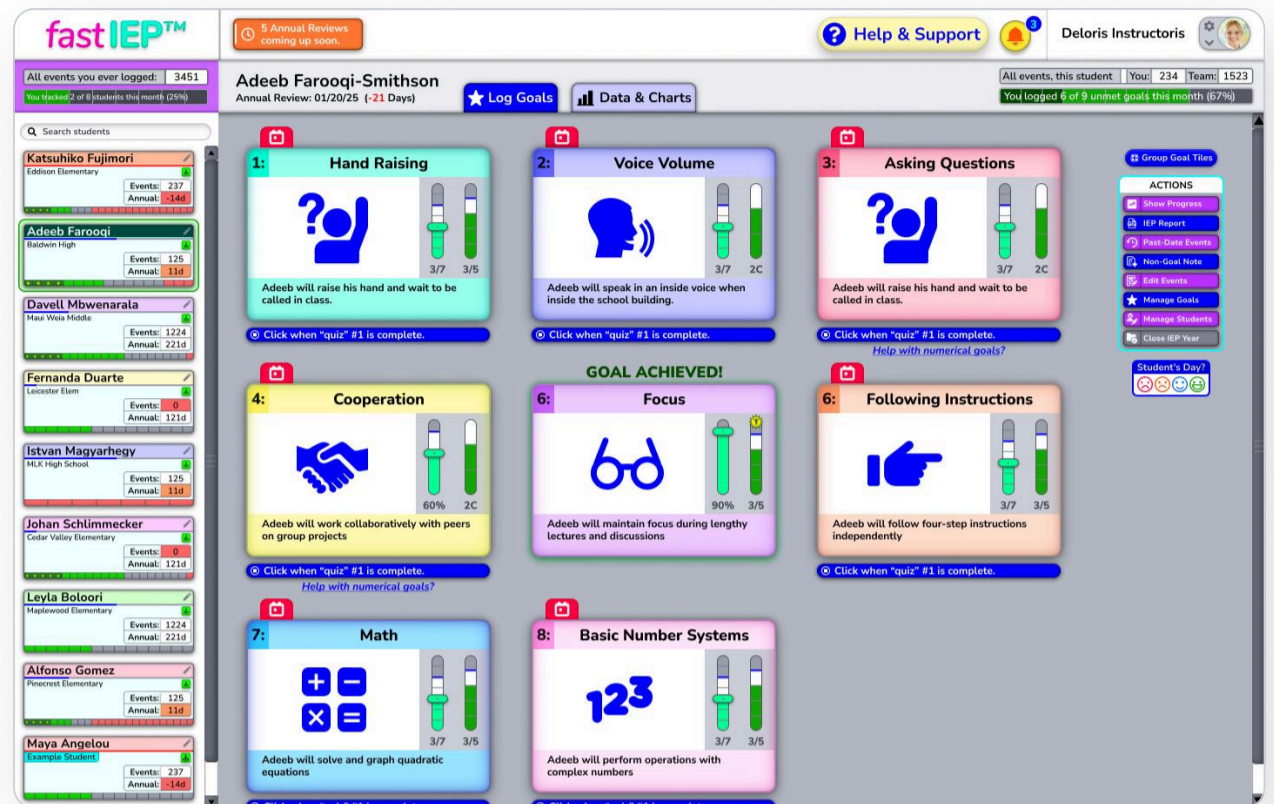 fastIEP™
5 Annual Reviews
coming up soon.
? Help & Support
3
Deloris Instructoris
All events you ever logged: 3451
You tracked 2 of 8 students this month (25%)
Adeeb Farooqi-Smithson
Annual Review: 01/20/25 (-21 Days)
Log Goals
Data & Charts
All events, this student You: 234 Team: 1523
You logged 6 of 9 unmet goals this month (67%)
Search students
Katsuhiko Fujimori
Eddison Elementary
Events: 237
Annual: -14d
Adeeb Farooqi
Baldwin High
Events: 125
Annual: 11d
Davell Mbwenarala
Maui Weia Middle
Events: 1224
Annual: 221d
Fernanda Duarte
Leicester Elem
Events: 0
Annual: 121d
Istvan Magyarhegy
MLK High School
Events: 125
Annual: 11d
Johan Schlimmecker
Cedar Valley Elementary
Events: 0
Annual: 121d
Leyla Boloori
Maplewood Elementary
Events: 1224
Annual: 221d
Alfonso Gomez
Pinecrest Elementary
Events: 125
Annual: 11d
Maya Angelou
Example Student
Events: 237
Annual: -14d
1: Hand Raising
?
3/7 3/5
Adeeb will raise his hand and wait to be
called in class.
Click when "quiz" #1 is complete.
2: Voice Volume
3/7 2C
Adeeb will speak in an inside voice when
inside the school building.
Click when "quiz" #1 is complete.
3: Asking Questions
?
3/7 2C
Adeeb will raise his hand and wait to be
called in class.
Click when "quiz" #1 is complete.
Help with numerical goals?
4: Cooperation
60% 2C
Adeeb will work collaboratively with peers
on group projects
Click when "quiz" #1 is complete.
Help with numerical goals?
GOAL ACHIEVED!
6: Focus
90% 3/5
Adeeb will maintain focus during lengthy
lectures and discussions
6: Following Instructions
3/7 3/5
Adeeb will follow four-step instructions
independently
Click when "quiz" #1 is complete.
7: Math
+ −
× =
3/7 3/5
Adeeb will solve and graph quadratic
equations
8: Basic Number Systems
123
3/7 3/5
Adeeb will perform operations with
complex numbers
Group Goal Tiles
ACTIONS
Show Progress
IEP Report
Past-Date Events
Non-Goal Note
Edit Events
Manage Goals
Manage Students
Close IEP Year
Student's Day?